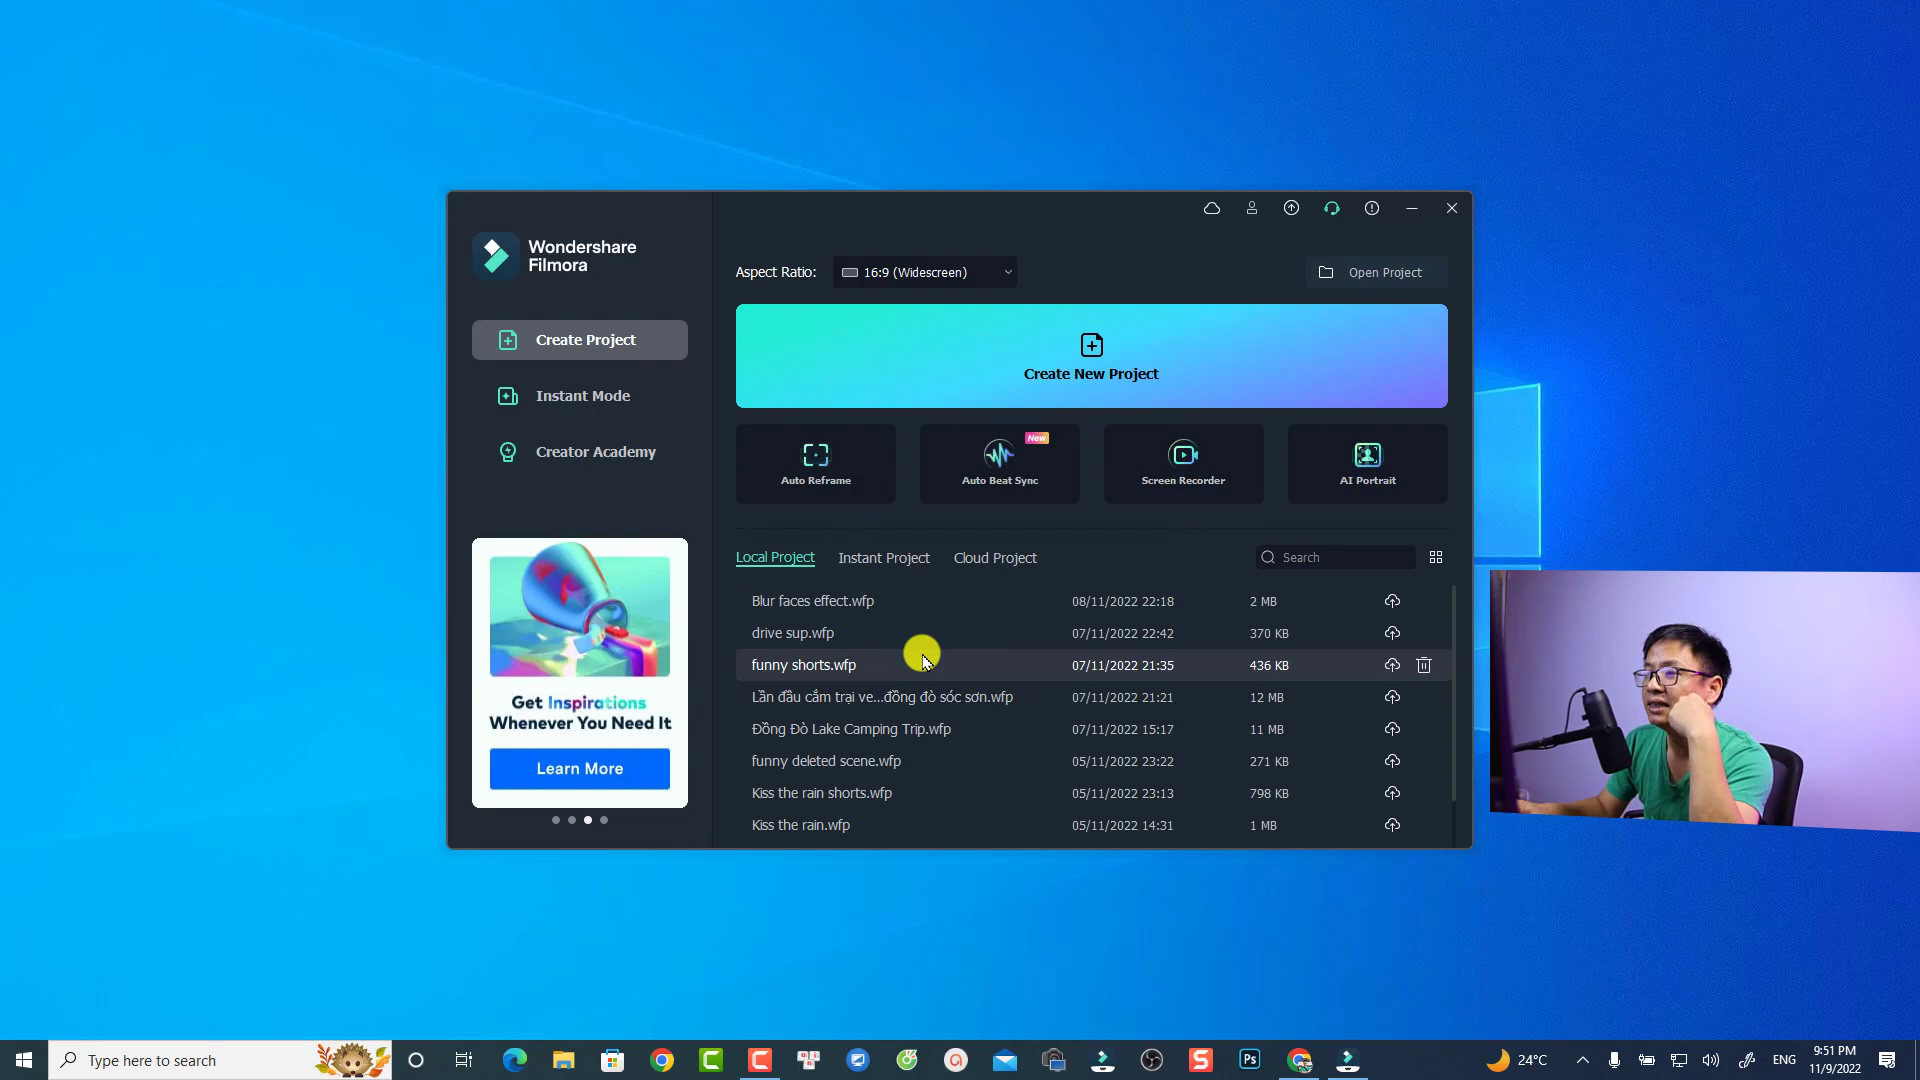 Wondershare
Filmora
Create Project
Instant Mode
Creator Academy
Get Inspirations
Whenever You Need It
Learn More
Aspect Ratio: 16:9 (Widescreen) Open Project
Create New Project
New
Auto Reframe Auto Beat Sync Screen Recorder AI Portrait
Local Project Instant Project Cloud Project Search
Blur faces effect.wfp 08/11/2022 22:18 2 MB
drive sup.wfp 07/11/2022 22:42 370 KB
funny shorts.wfp 07/11/2022 21:35 436 KB
Lần đầu cắm trại ve...đồng đò sóc sơn.wfp 07/11/2022 21:21 12 MB
Đồng Đò Lake Camping Trip.wfp 07/11/2022 15:17 11 MB
funny deleted scene.wfp 05/11/2022 23:22 271 KB
Kiss the rain shorts.wfp 05/11/2022 23:13 798 KB
Kiss the rain.wfp 05/11/2022 14:31 1 MB
Type here to search
Ps
24°C
ENG
9:51 PM
11/9/2022